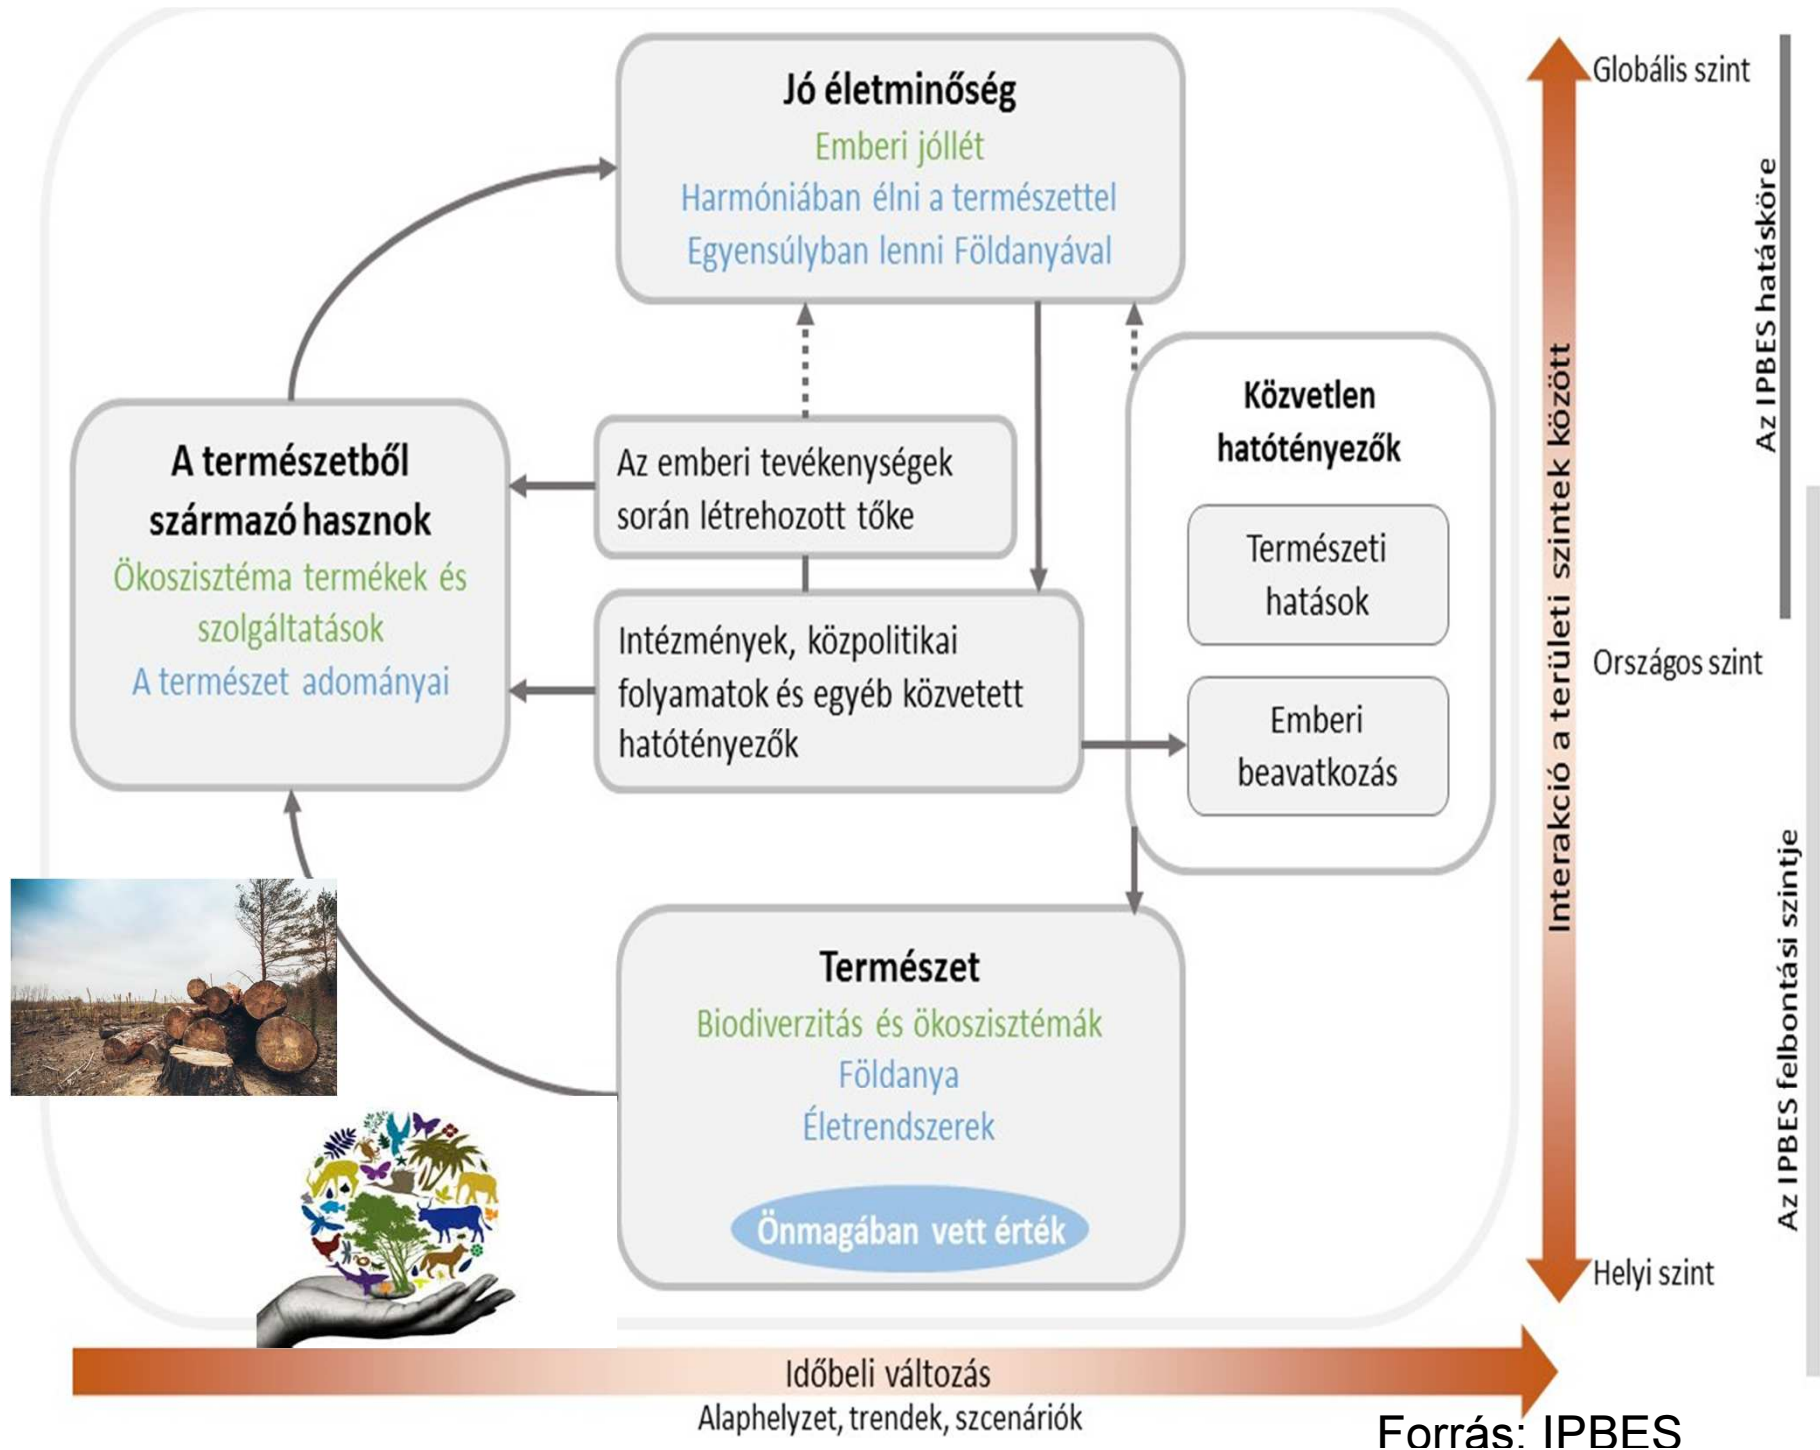 Jó életminőség
Emberi jóllét
Harmóniában élni a természettel
Egyensúlyban lenni Földanyával
A természetből
származó hasznok
Ökoszisztéma termékek és
szolgáltatások
A természet adományai
Az emberi tevékenységek
során létrehozott tőke
Intézmények, közpolitikai
folyamatok és egyéb közvetett
hatótényezők
Közvetlen
hatótényezők
Természeti
hatások
Emberi
beavatkozás
Természet
Biodiverzitás és ökoszisztémák
Földanya
Életrendszerek
Önmagában vett érték
Interakció a területi szintek között
Globális szint
Országos szint
Helyi szint
Az IPBES hatásköre
Az IPBES felbontási szintje
Időbeli változás
Alaphelyzet, trendek, szcenáriók
Forrás: IPBES